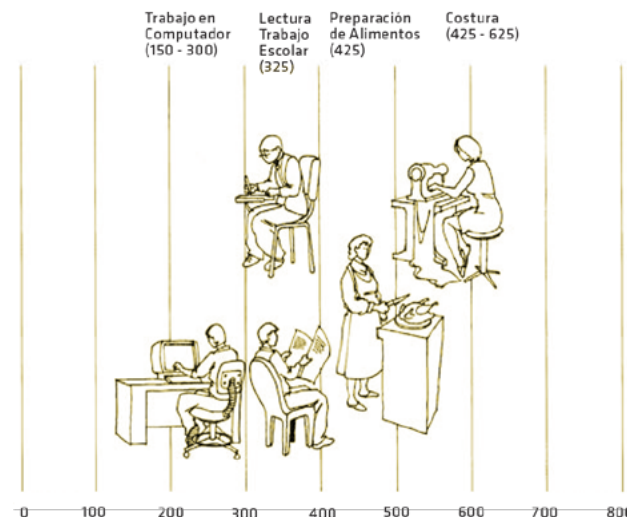 Trabajo en
Computador
(150 - 300)
Lectura
Trabajo
Escolar
(325)
Preparación
de Alimentos
(425)
Costura
(425 - 625)
0 100 200 300 400 500 600 700 800